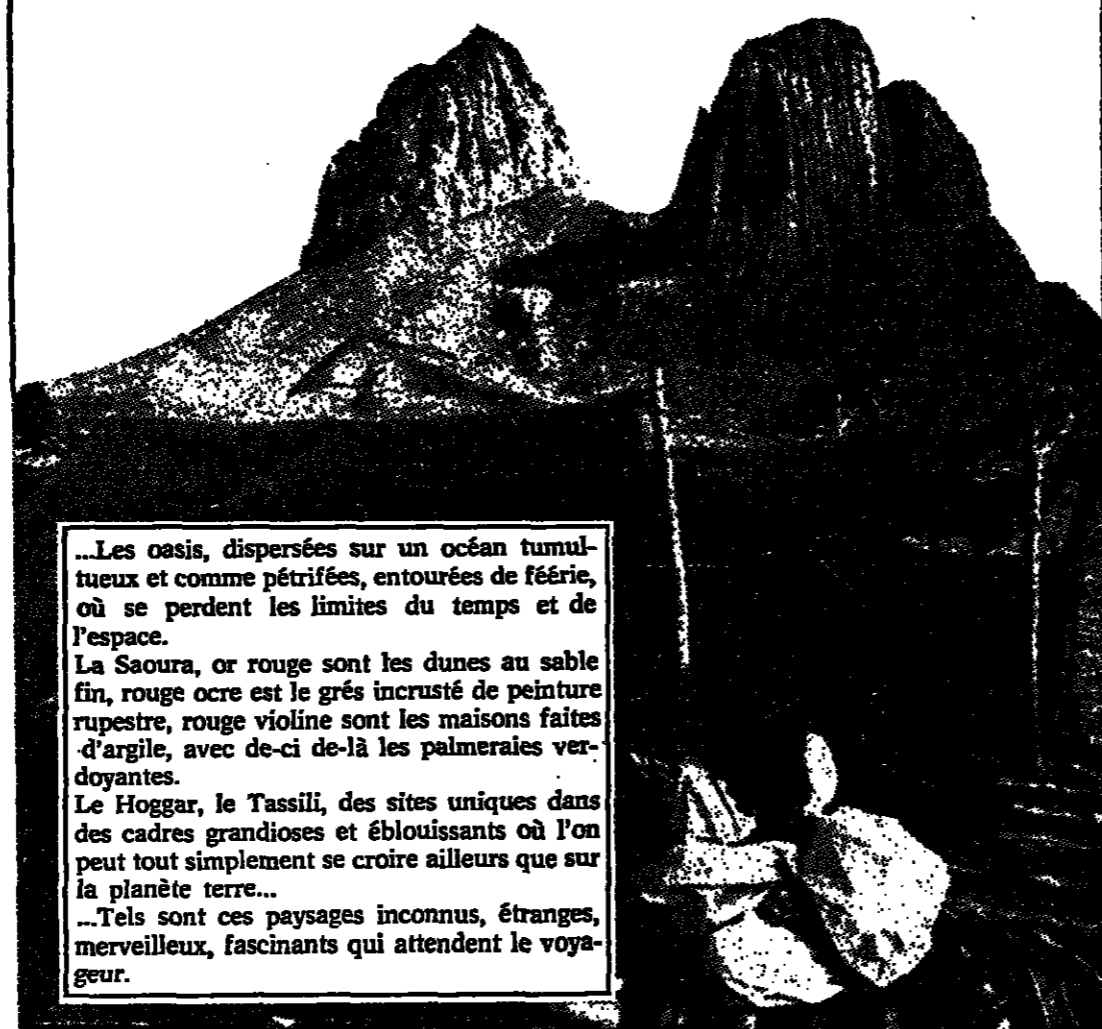 ...Les oasis, dispersées sur un océan tumul-
tueux et comme pétrifées, entourées de féérie,
où se perdent les limites du temps et de
l'espace.
La Saoura, or rouge sont les dunes au sable
fin, rouge ocre est le grés incrusté de peinture
rupestre, rouge violine sont les maisons faites
d'argile, avec de-ci de-là les palmeraies ver-
doyantes.
Le Hoggar, le Tassili, des sites uniques dans
des cadres grandioses et éblouissants où l'on
peut tout simplement se croire ailleurs que sur
la planète terre...
...Tels sont ces paysages inconnus, étranges,
merveilleux, fascinants qui attendent le voya-
geur.